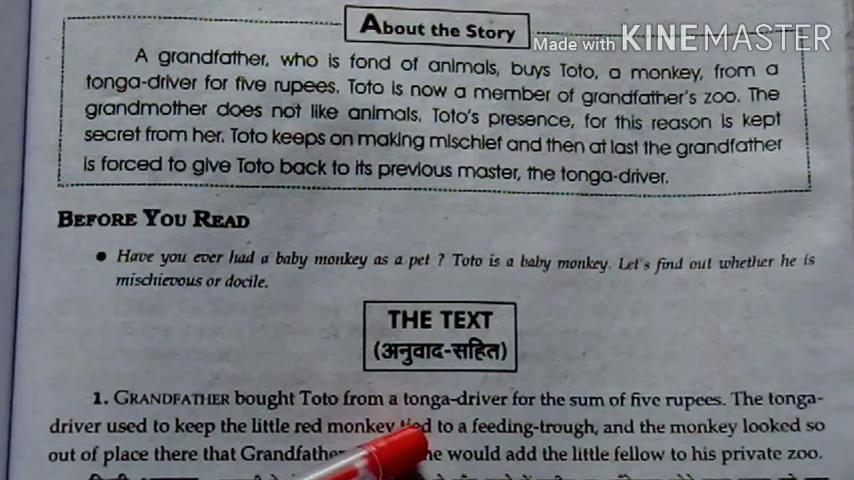 About the Story
Made with KINEMASTER
A grandfather, who is fond of animals, buys Toto, a monkey, from a
tonga-driver for five rupees. Toto is now a member of grandfather's zoo. The
grandmother does not like animals. Toto's presence, for this reason is kept
secret from her. Toto keeps on making mischief and then at last the grandfather
is forced to give Toto back to its previous master, the tonga-driver.
BEFORE YOU READ
● Have you ever had a baby monkey as a pet ? Toto is a baby monkey. Let's find out whether he is
mischievous or docile.
THE TEXT
(अनुवाद-सहित)
1. GRANDFATHER bought Toto from a tonga-driver for the sum of five rupees. The tonga-
driver used to keep the little red monkey tied to a feeding-trough, and the monkey looked so
out of place there that Grandfather he would add the little fellow to his private zoo.